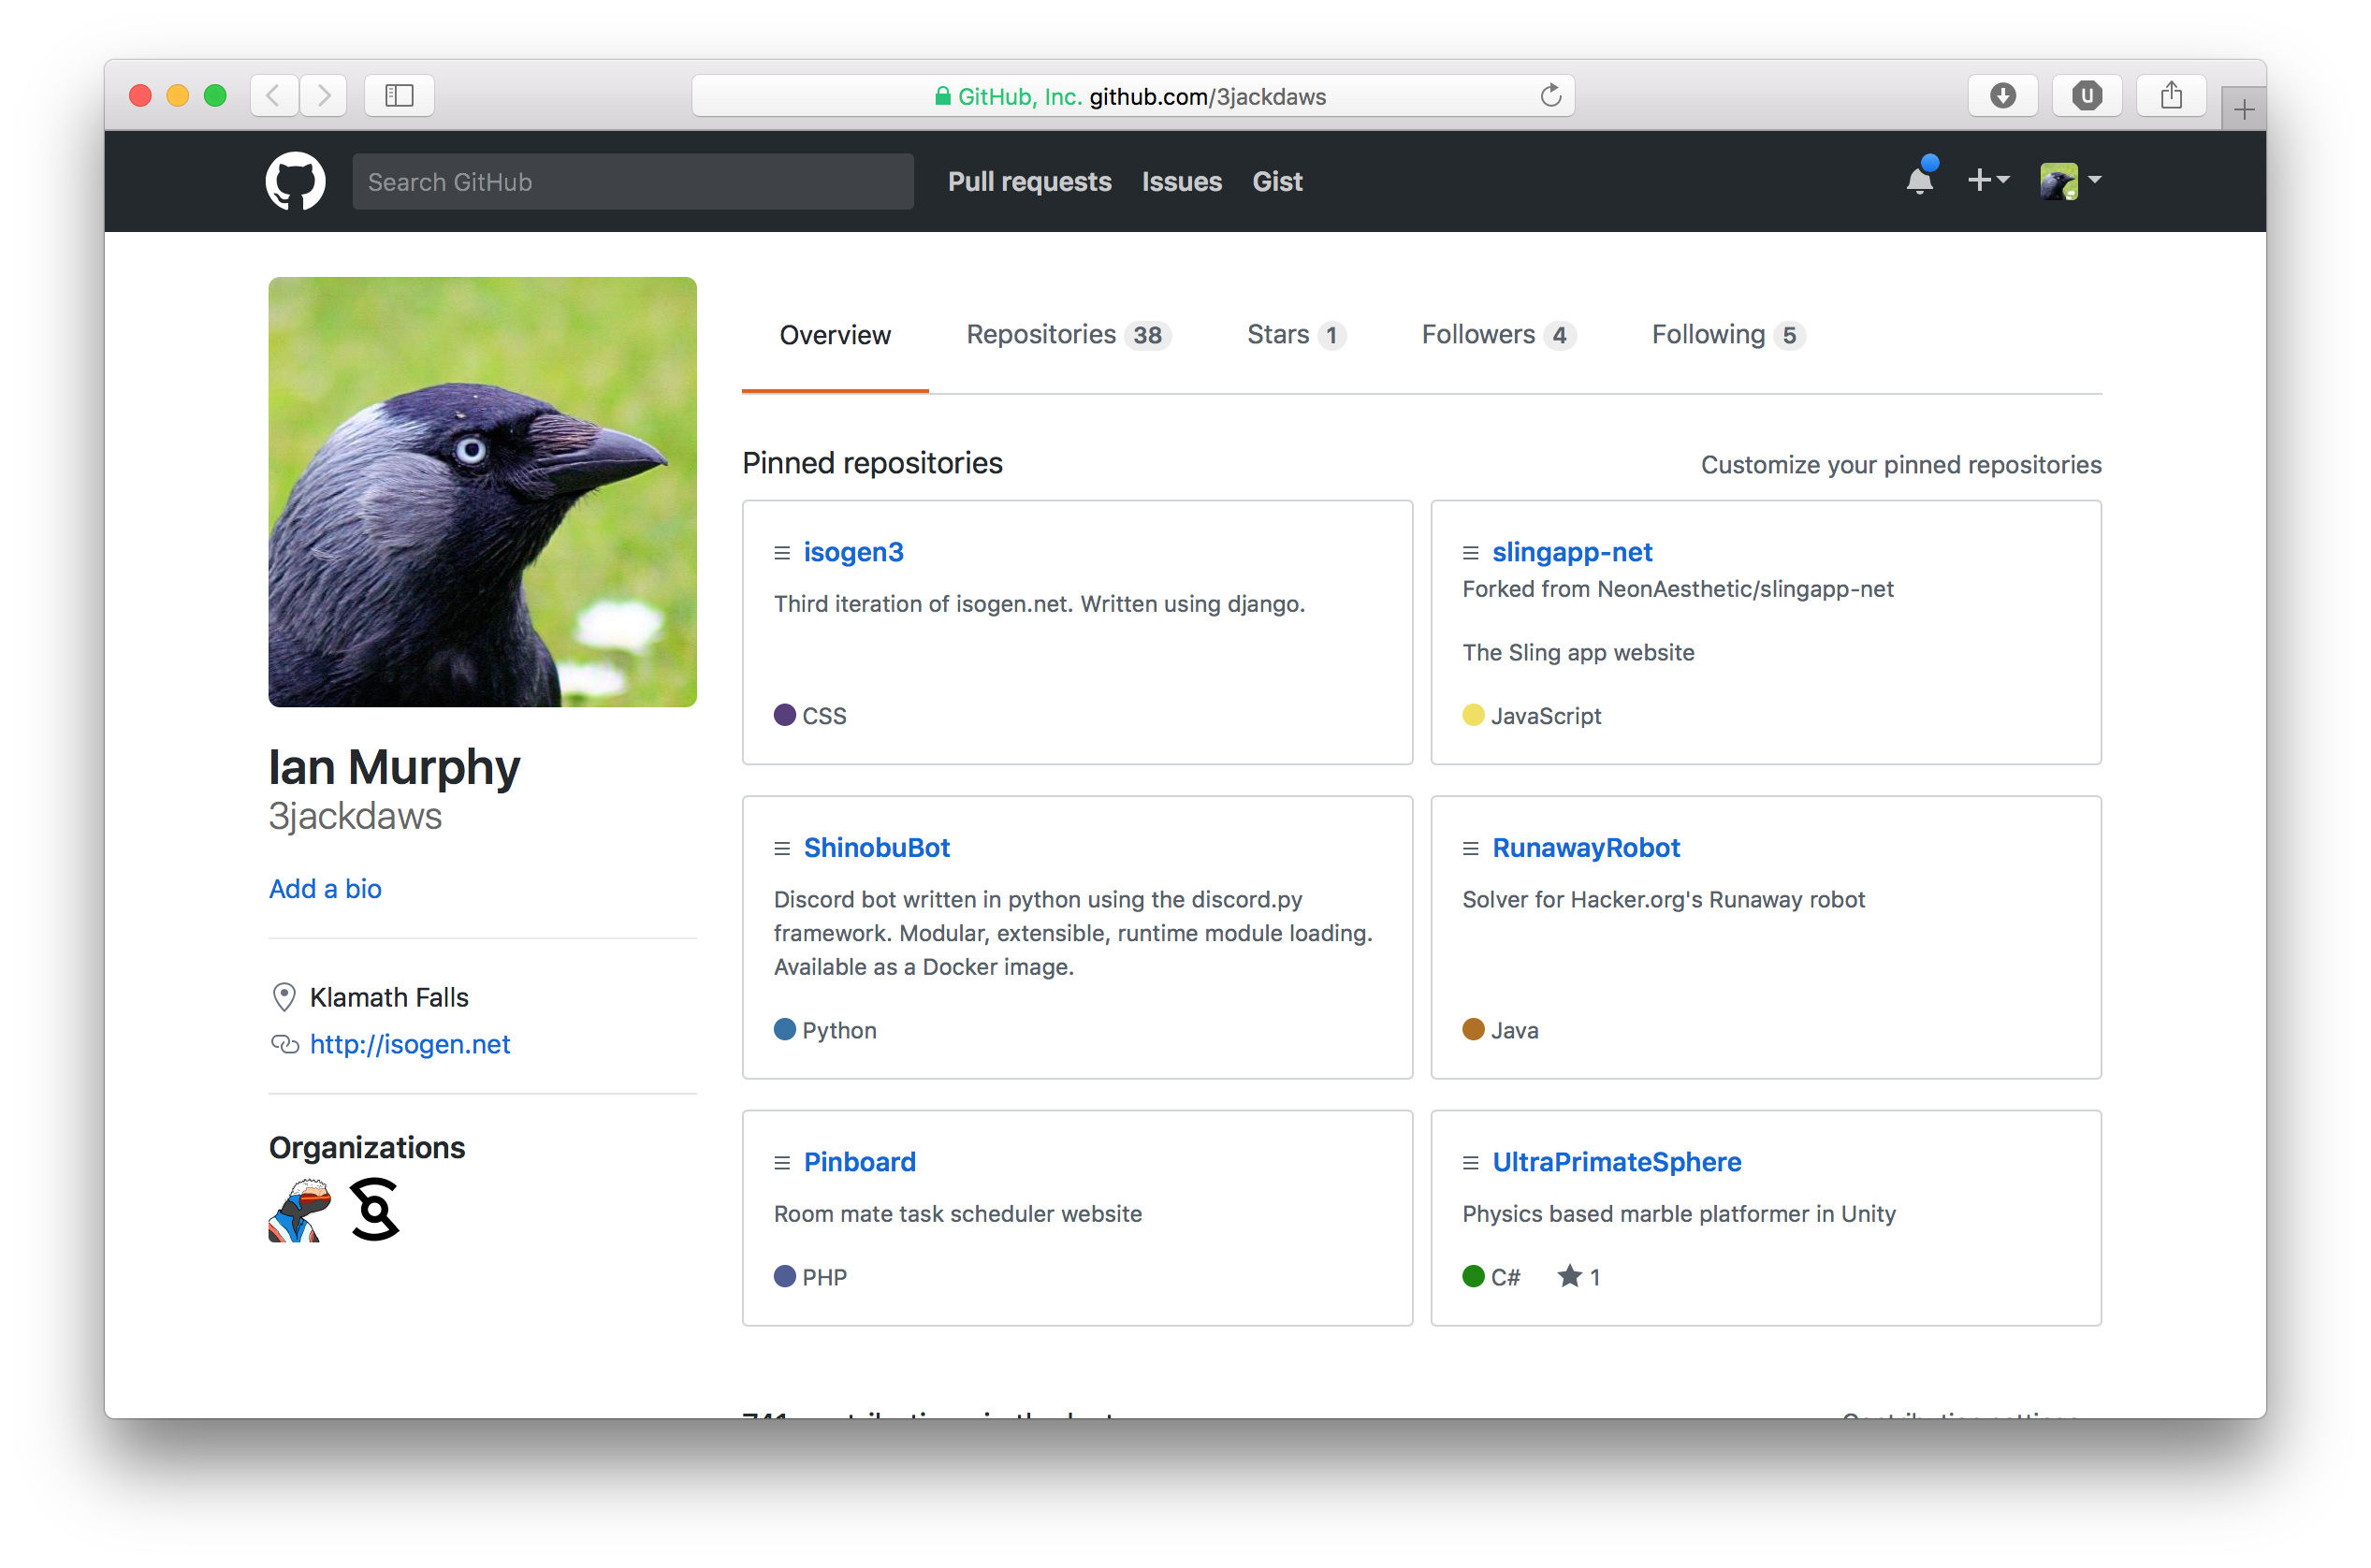 GitHub, Inc. github.com/3jackdaws
Search GitHub
Pull requests Issues Gist
Overview Repositories 38 Stars 1 Followers 4 Following 5
Pinned repositories
Customize your pinned repositories
isogen3
Third iteration of isogen.net. Written using django.
CSS
slingapp-net
Forked from NeonAesthetic/slingapp-net
The Sling app website
JavaScript
ShinobuBot
Discord bot written in python using the discord.py
framework. Modular, extensible, runtime module loading.
Available as a Docker image.
Python
RunawayRobot
Solver for Hacker.org's Runaway robot
Java
Pinboard
Room mate task scheduler website
PHP
UltraPrimateSphere
Physics based marble platformer in Unity
C# 1
Ian Murphy
3jackdaws
Add a bio
Klamath Falls
http://isogen.net
Organizations